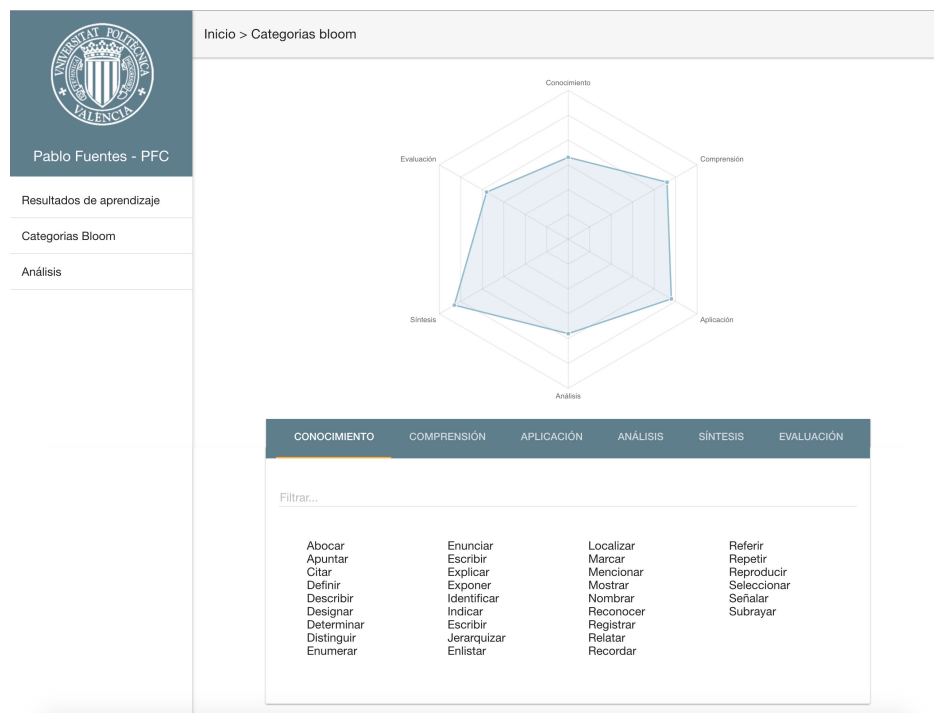 UNIVERSITAT POLITÈCNICA
VALENCIA
Pablo Fuentes - PFC
Resultados de aprendizaje
Categorias Bloom
Análisis
Inicio > Categorias bloom
Conocimiento
Evaluación
Comprensión
Síntesis
Aplicación
Análisis
CONOCIMIENTO COMPRENSIÓN APLICACIÓN ANÁLISIS SÍNTESIS EVALUACIÓN
Filtrar...
Abocar Enunciar Localizar Referir
Apuntar Escribir Marcar Repetir
Citar Explicar Mencionar Reproducir
Definir Exponer Mostrar Seleccionar
Describir Identificar Nombrar Señalar
Designar Indicar Reconocer Subrayar
Determinar Escribir Registrar
Distinguir Jerarquizar Relatar
Enumerar Enlistar Recordar